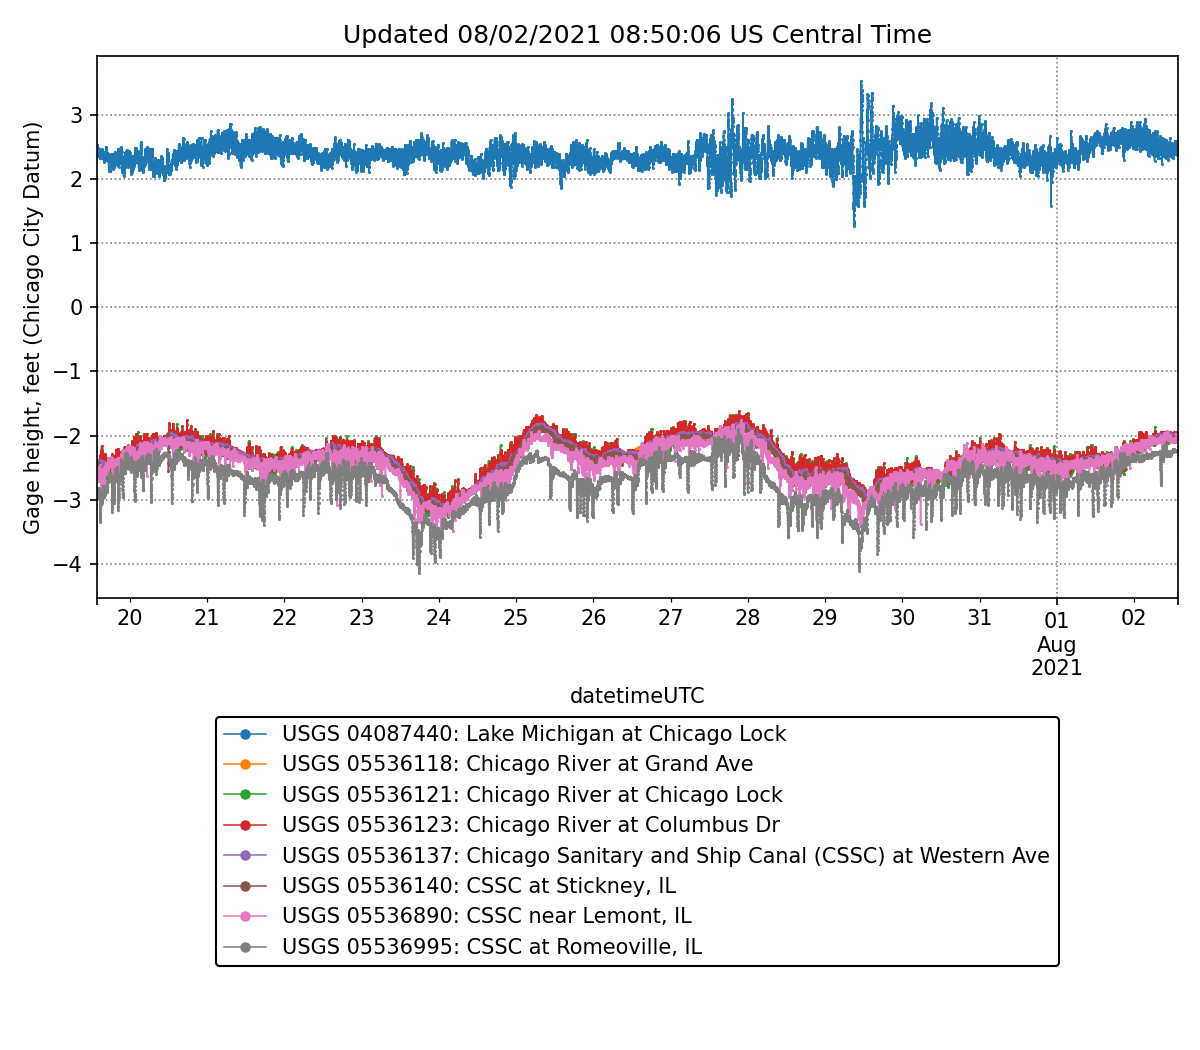 Updated 08/02/2021 08:50:06 US Central Time
Gage height, feet (Chicago City Datum)
3
2
1
0
−1
−2
−3
−4
20 21 22 23 24 25 26 27 28 29 30 31 01 02
Aug
2021
datetimeUTC
USGS 04087440: Lake Michigan at Chicago Lock
USGS 05536118: Chicago River at Grand Ave
USGS 05536121: Chicago River at Chicago Lock
USGS 05536123: Chicago River at Columbus Dr
USGS 05536137: Chicago Sanitary and Ship Canal (CSSC) at Western Ave
USGS 05536140: CSSC at Stickney, IL
USGS 05536890: CSSC near Lemont, IL
USGS 05536995: CSSC at Romeoville, IL